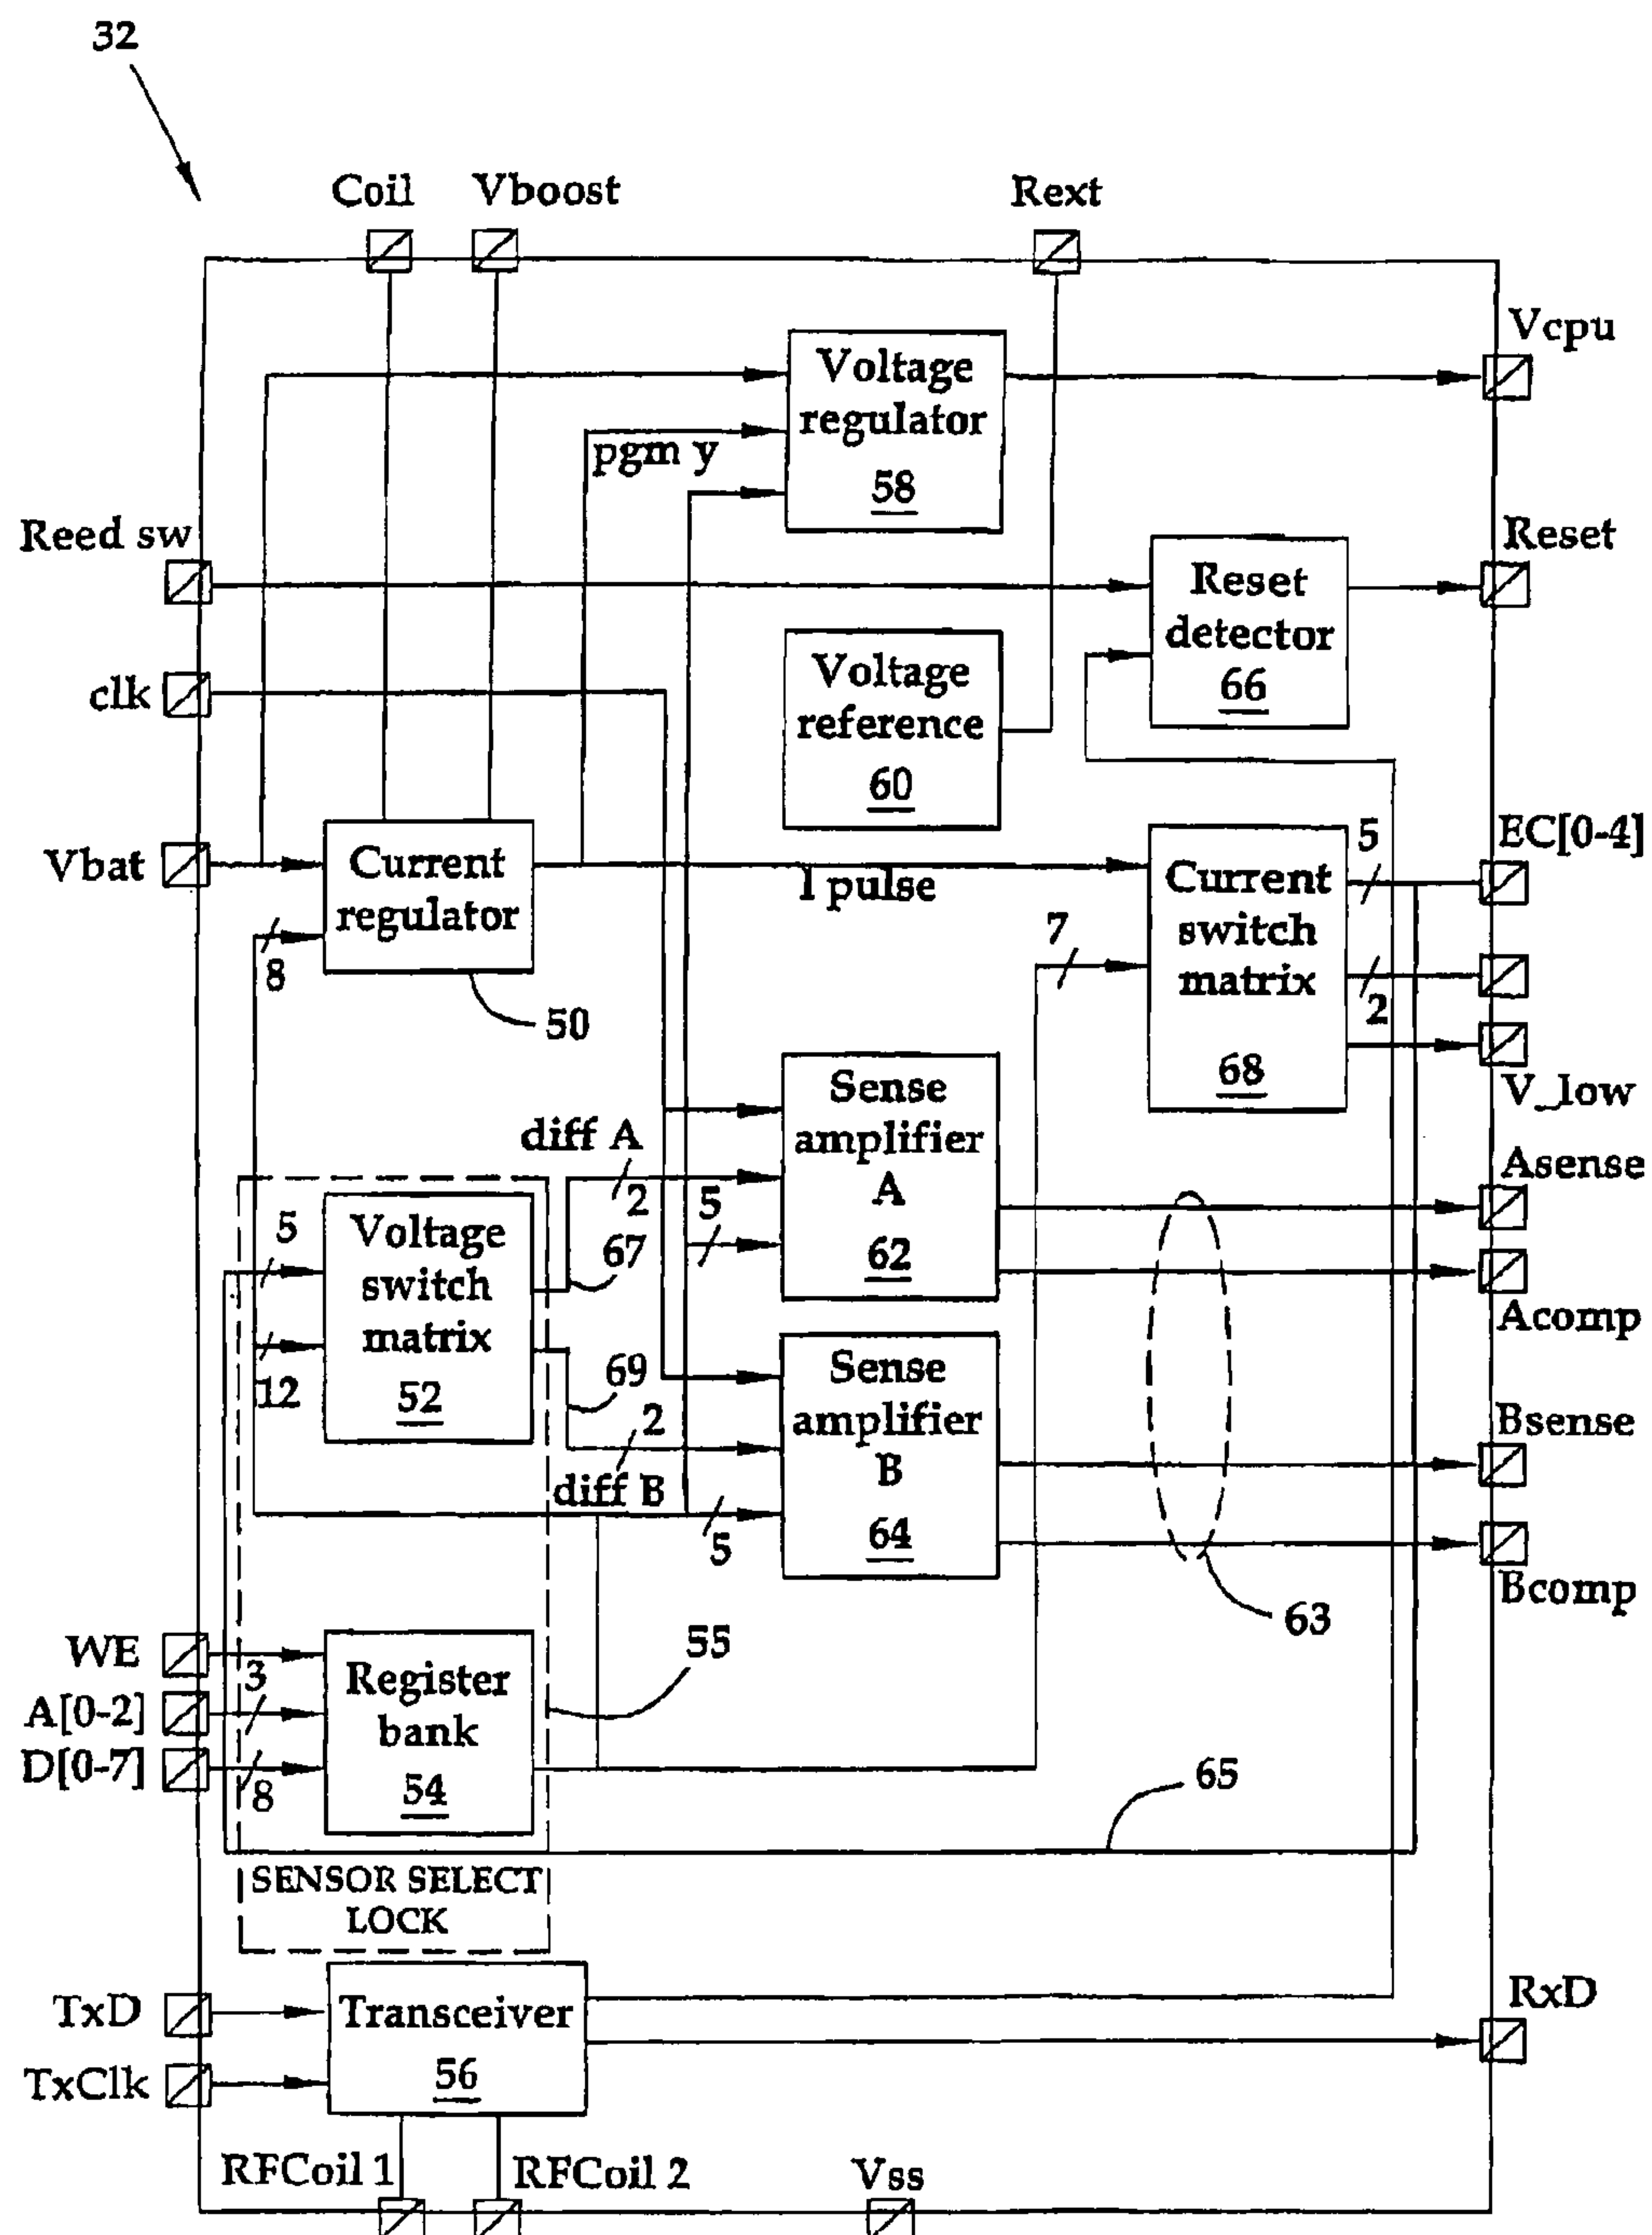 32
Coil
Vboost
Rext
Vcpu
Voltage
regulator
58
pgm y
Reed sw
Reset
Reset
detector
66
clk
Voltage
reference
60
Vbat
Current
regulator
8
50
I pulse
7
Current
switch
matrix
68
5
2
EC[0-4]
V_low
diff A
2
5
Sense
amplifier
A
62
Asense
Acomp
5
Voltage
switch
matrix
52
12
67
69
2
diff B
5
Sense
amplifier
B
64
Bsense
Bcomp
63
WE
A[0-2]
D[0-7]
3
8
Register
bank
54
55
65
SENSOR SELECT
LOCK
TxD
TxClk
Transceiver
56
RxD
RFCoil 1
RFCoil 2
Vss